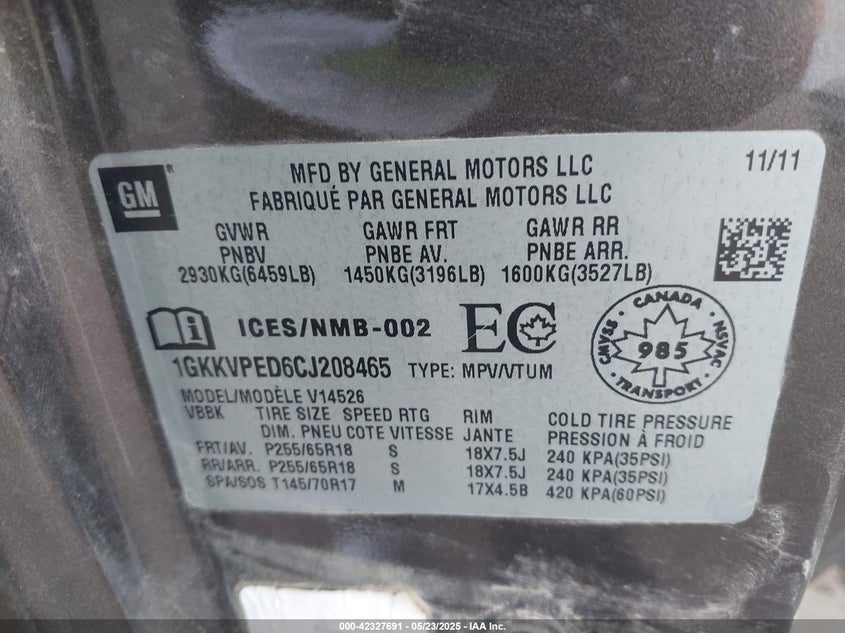 GM
MFD BY GENERAL MOTORS LLC
11/11
FABRIQUÉ PAR GENERAL MOTORS LLC
GVWR GAWR FRT GAWR RR
PNBV PNBE AV. PNBE ARR.
2930KG(6459LB) 1450KG(3196LB) 1600KG(3527LB)
ICES/NMB-002
EC
CANADA
CMVSS NSVAC
985
TRANSPORT
1GKKVPED6CJ208465 TYPE: MPV/VTUM
MODEL/MODÈLE V14526
VBBK TIRE SIZE SPEED RTG RIM COLD TIRE PRESSURE
DIM. PNEU COTE VITESSE JANTE PRESSION À FROID
FRT/AV. P255/65R18 S 18X7.5J 240 KPA(35PSI)
RR/ARR. P255/65R18 S 18X7.5J 240 KPA(35PSI)
SPA/SOS T145/70R17 M 17X4.5B 420 KPA(60PSI)
000-42327691 - 05/23/2025 - IAA Inc.